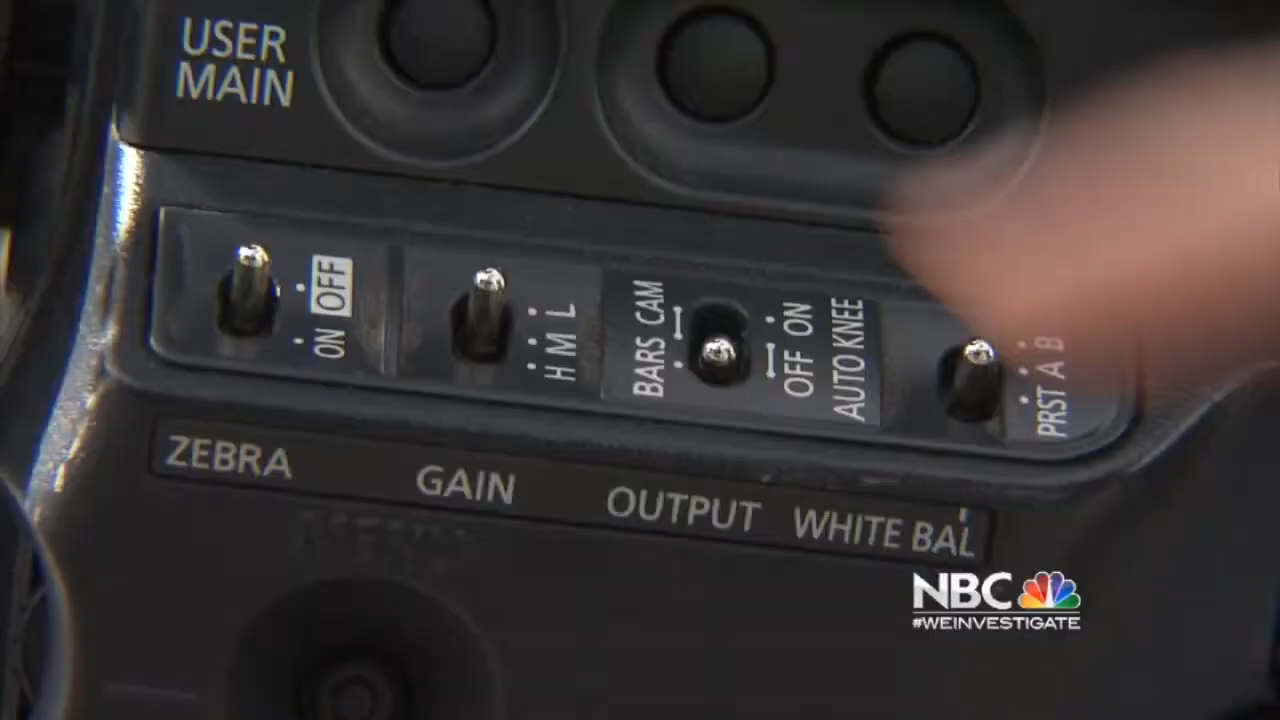 USER
MAIN
OFF
ON
L
M
H
BARS CAM
ON
OFF
AUTO KNEE
PRST A B
ZEBRA
GAIN
OUTPUT
WHITE BAL
NBC
#WEINVESTIGATE